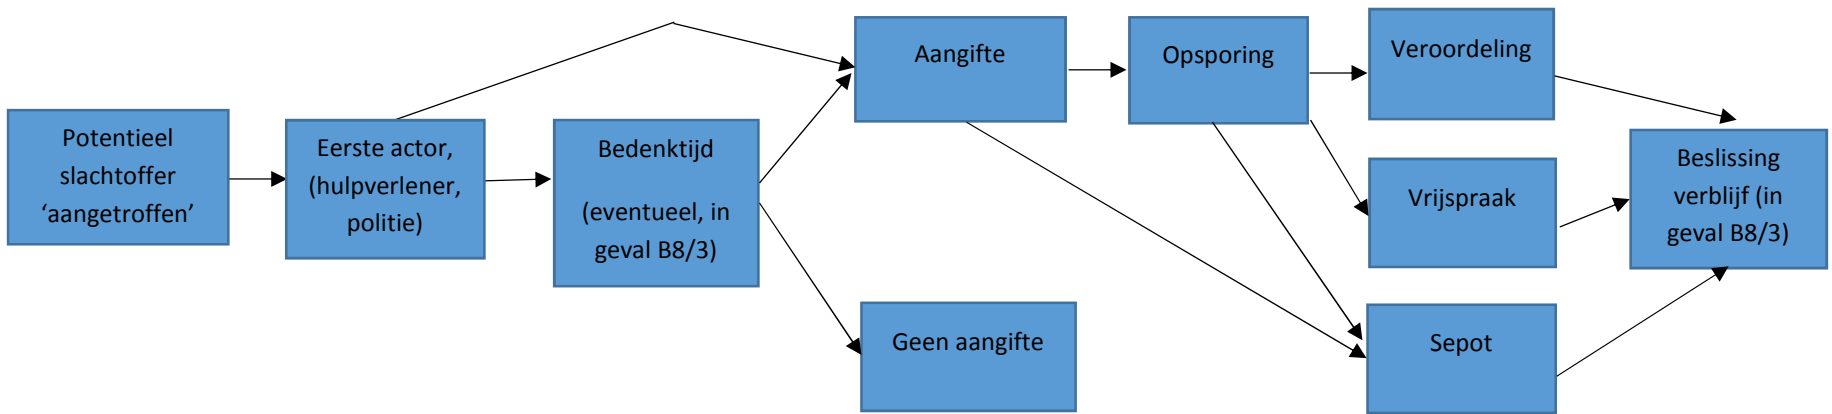 Potentieel
slachtoffer
‘aangetroffen’
Eerste actor,
(hulpverlener,
politie)
Bedenktijd
(eventueel, in
geval B8/3)
Aangifte
Geen aangifte
Opsporing
Veroordeling
Vrijspraak
Sepot
Beslissing
verblijf (in
geval B8/3)